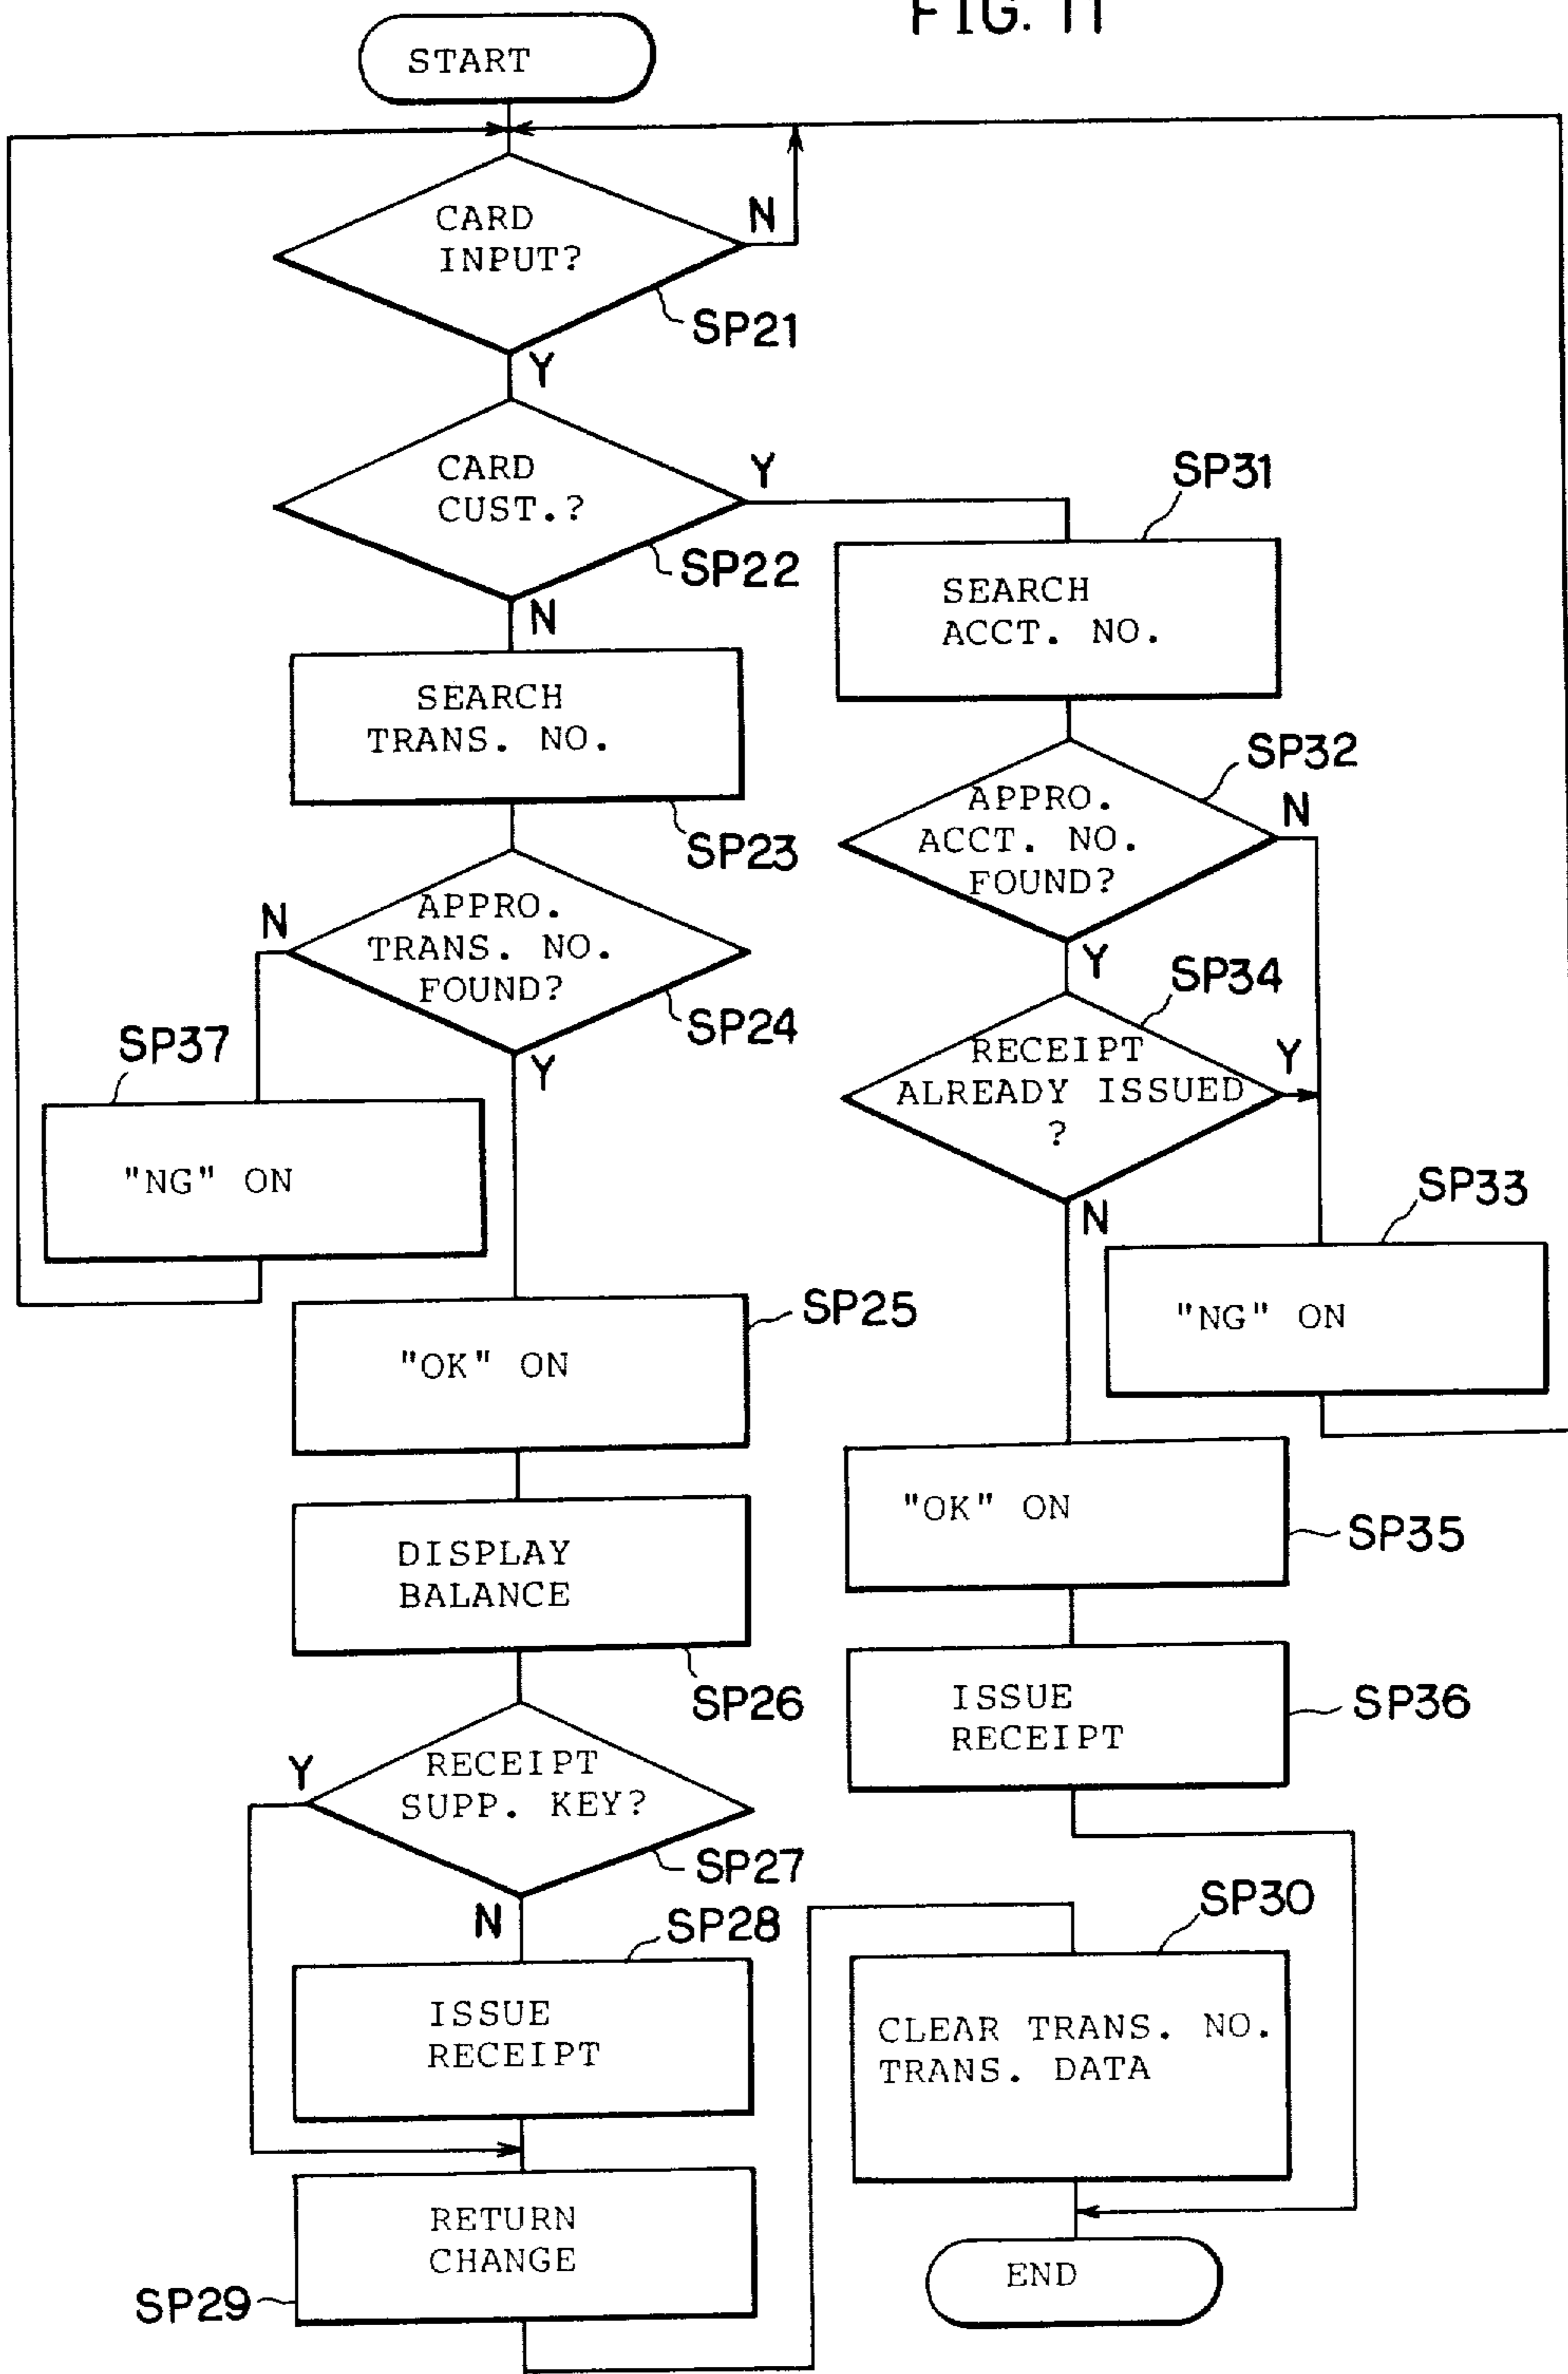 FIG. 11
START
CARD
INPUT?
N
SP21
Y
CARD
CUST.?
Y
SP22
N
SP31
SEARCH
ACCT. NO.
SEARCH
TRANS. NO.
SP23
SP32
APPRO.
ACCT. NO.
FOUND?
N
Y
APPRO.
TRANS. NO.
FOUND?
N
SP24
Y
SP34
RECEIPT
ALREADY ISSUED
?
Y
N
SP37
"NG" ON
SP33
"NG" ON
SP25
"OK" ON
"OK" ON
SP35
DISPLAY
BALANCE
SP26
ISSUE
RECEIPT
SP36
Y
RECEIPT
SUPP. KEY?
SP27
N
SP28
ISSUE
RECEIPT
SP30
CLEAR TRANS. NO.
TRANS. DATA
RETURN
CHANGE
SP29
END